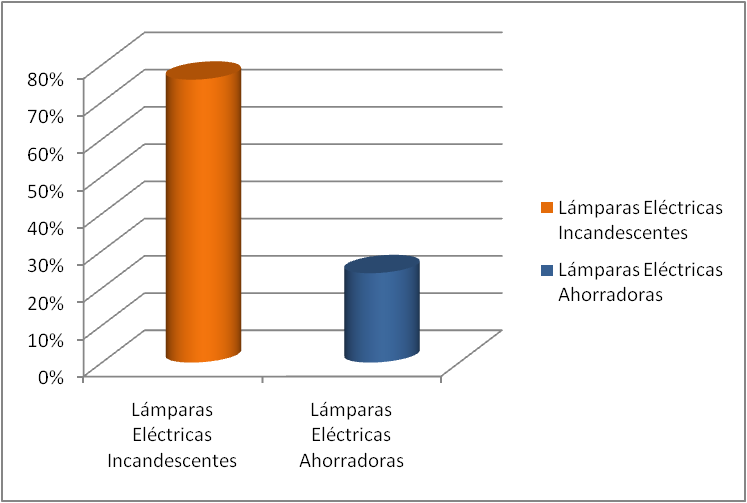 80%
70%
60%
50%
40%
30%
20%
10%
0%
Lámparas
Eléctricas
Incandescentes
Lámparas
Eléctricas
Ahorradoras
Lámparas Eléctricas
Incandescentes
Lámparas Eléctricas
Ahorradoras